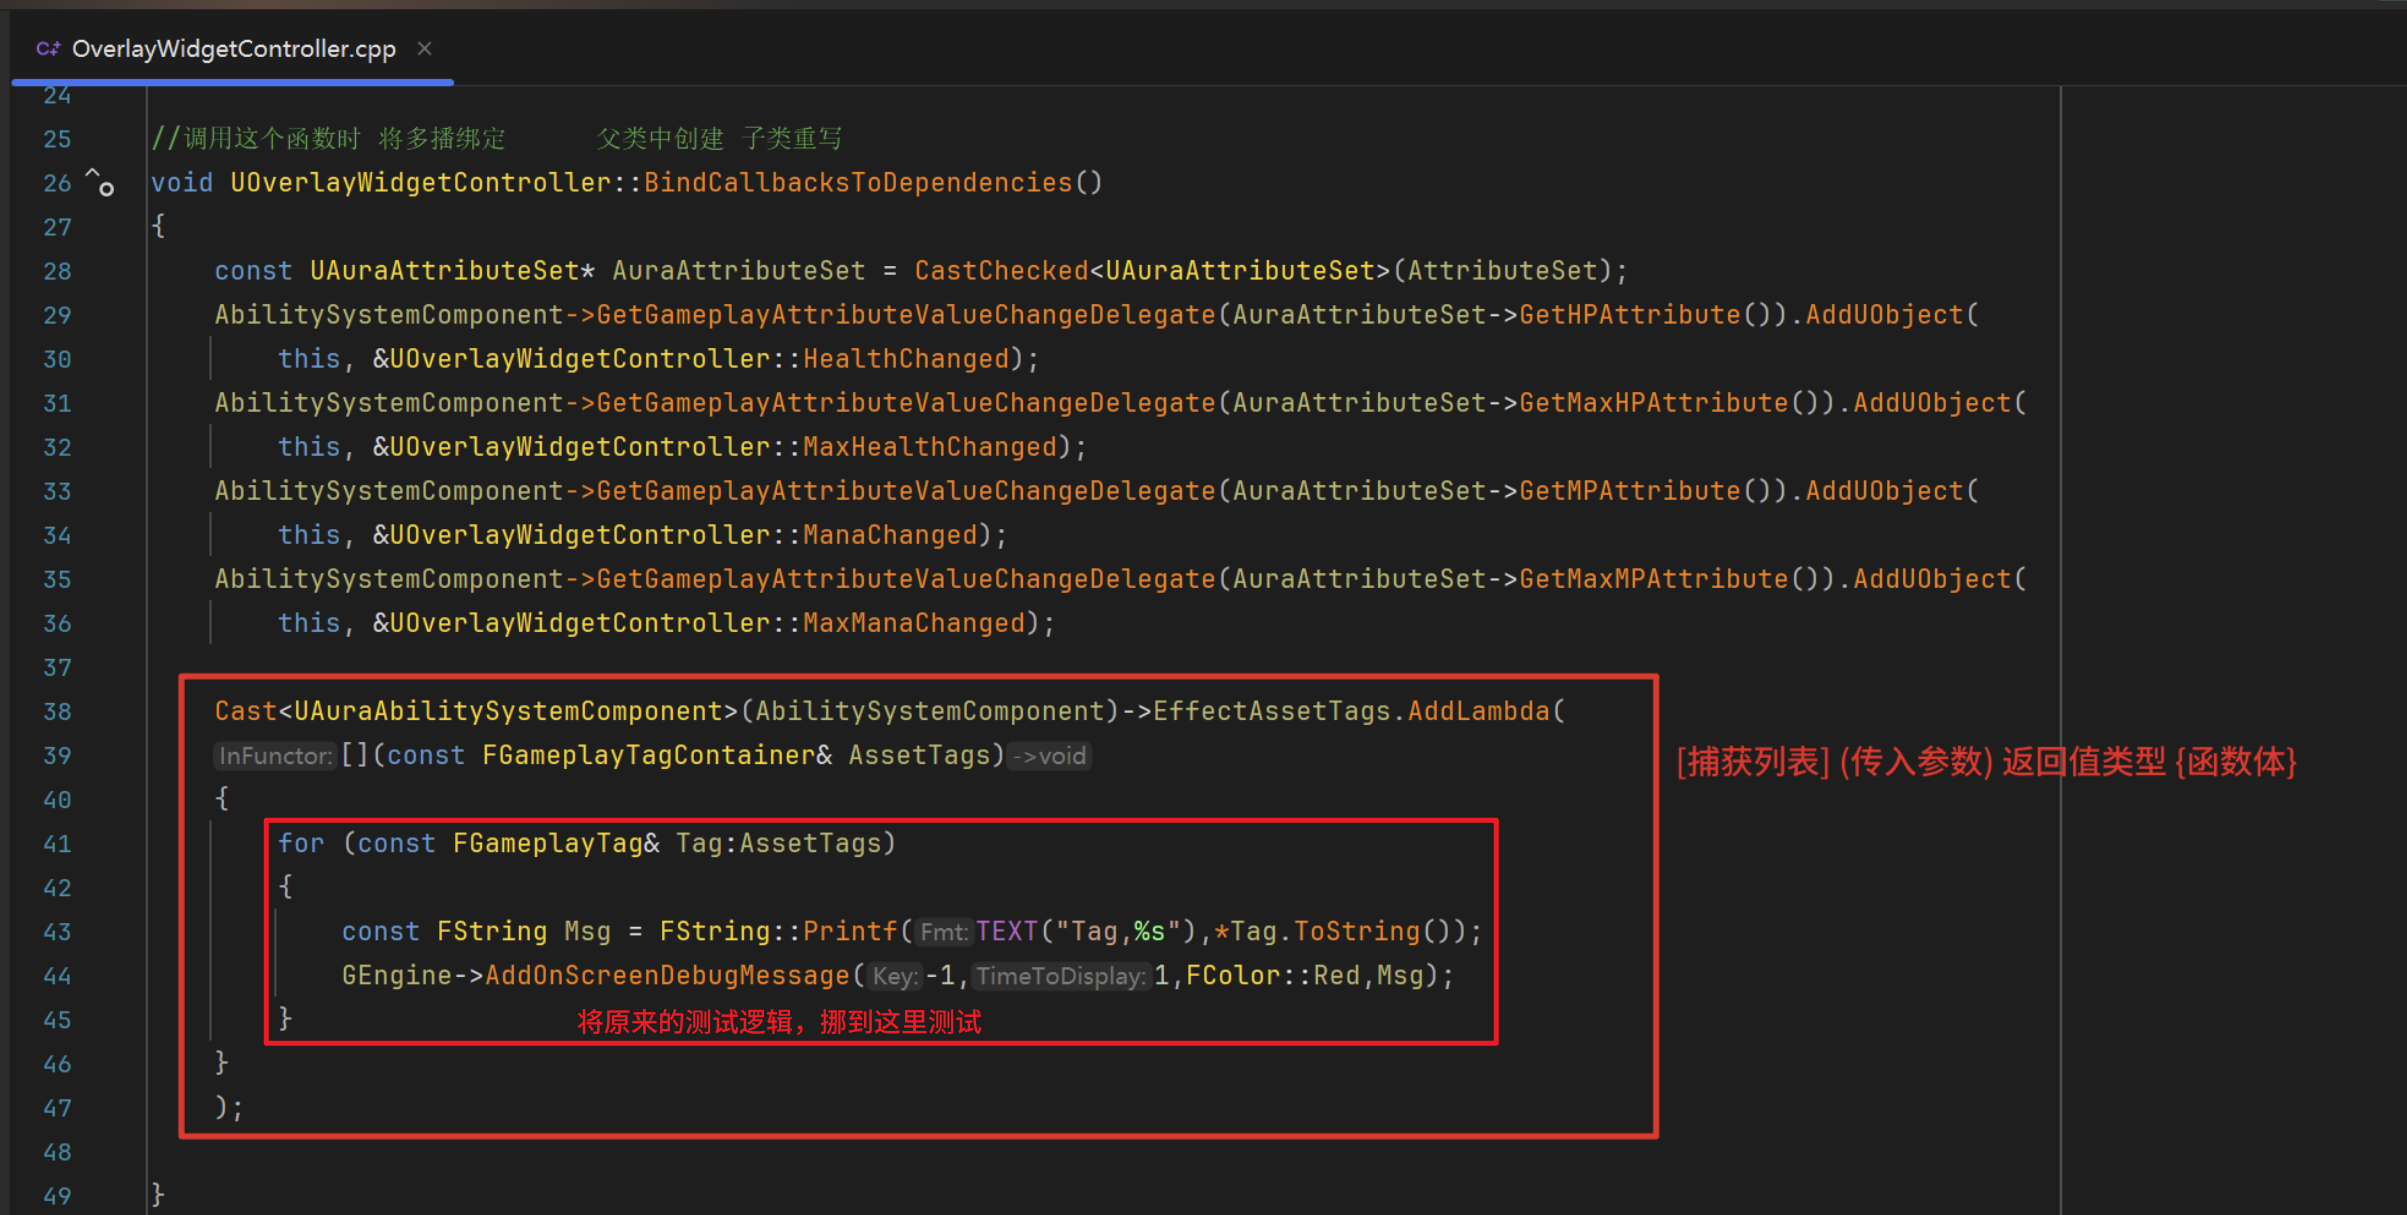 OverlayWidgetController.cpp ×
24
25 //调用这个函数时 将多播绑定 父类中创建 子类重写
26 void UOverlayWidgetController::BindCallbacksToDependencies()
27 {
28 const UAuraAttributeSet* AuraAttributeSet = CastChecked<UAuraAttributeSet>(AttributeSet);
29 AbilitySystemComponent->GetGameplayAttributeValueChangeDelegate(AuraAttributeSet->GetHPAttribute()).AddUObject(
30 this, &UOverlayWidgetController::HealthChanged);
31 AbilitySystemComponent->GetGameplayAttributeValueChangeDelegate(AuraAttributeSet->GetMaxHPAttribute()).AddUObject(
32 this, &UOverlayWidgetController::MaxHealthChanged);
33 AbilitySystemComponent->GetGameplayAttributeValueChangeDelegate(AuraAttributeSet->GetMPAttribute()).AddUObject(
34 this, &UOverlayWidgetController::ManaChanged);
35 AbilitySystemComponent->GetGameplayAttributeValueChangeDelegate(AuraAttributeSet->GetMaxMPAttribute()).AddUObject(
36 this, &UOverlayWidgetController::MaxManaChanged);
37
38 Cast<UAuraAbilitySystemComponent>(AbilitySystemComponent)->EffectAssetTags.AddLambda(
39 InFunctor:[](const FGameplayTagContainer& AssetTags)->void [捕获列表] (传入参数) 返回值类型 {函数体}
40 {
41 for (const FGameplayTag& Tag:AssetTags)
42 {
43 const FString Msg = FString::Printf(Fmt:TEXT("Tag,%s"),*Tag.ToString());
44 GEngine->AddOnScreenDebugMessage(Key:-1,TimeToDisplay:1,FColor::Red,Msg);
45 } 将原来的测试逻辑，挪到这里测试
46 }
47 );
48
49 }